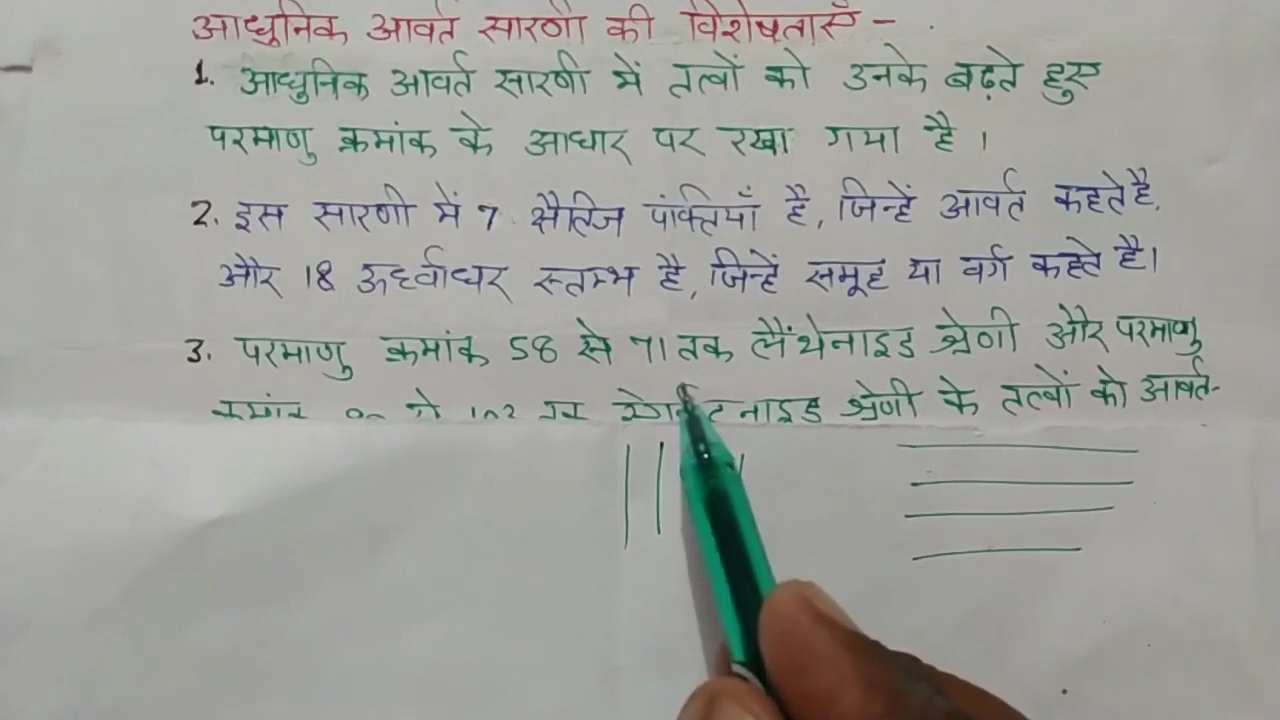 आधुनिक आवर्त सारणी की विशेषताएँ -
1. आधुनिक आवर्त सारणी में तत्वों को उनके बढ़ते हुए
परमाणु क्रमांक के आधार पर रखा गया है ।
2. इस सारणी में 7 क्षैतिज पंक्तियाँ है, जिन्हें आवर्त कहते है,
और 18 ऊर्ध्वाधर स्तम्भ है, जिन्हें समूह या वर्ग कहते है।
3. परमाणु क्रमांक 58 से 71 तक लैंथेनाइड श्रेणी और परमाणु
क्रमांक श्रेणी के तत्वों को आवर्त-